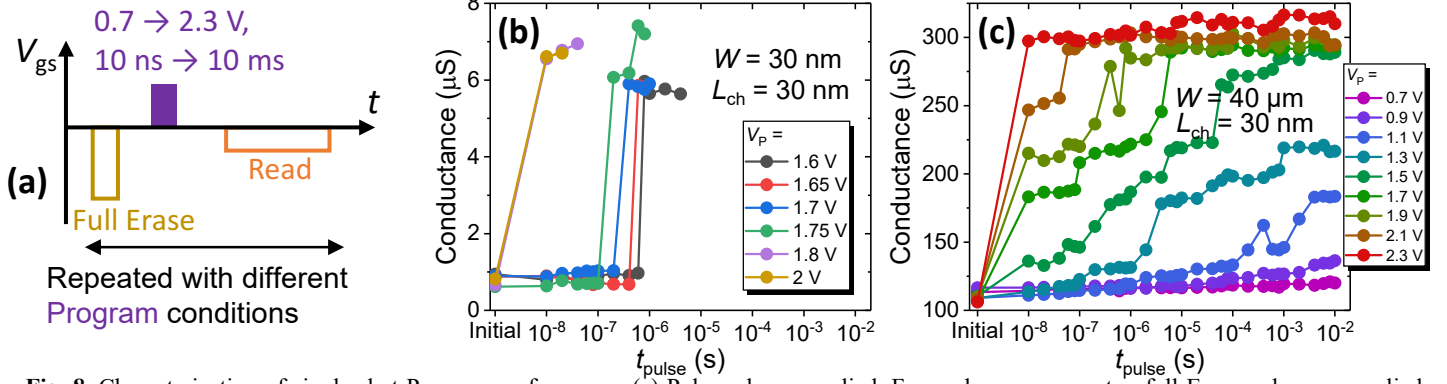 0.7 → 2.3 V,
10 ns → 10 ms
V_gs
t
(a)
Read
Full Erase
Repeated with different
Program conditions
(b)
W = 30 nm
L_ch = 30 nm
V_P =
1.6 V
1.65 V
1.7 V
1.75 V
1.8 V
2 V
Conductance (μS)
8
6
4
2
0
Initial 10^-8 10^-7 10^-6 10^-5 10^-4 10^-3 10^-2
t_pulse (s)
(c)
W = 40 μm
L_ch = 30 nm
V_P =
0.7 V
0.9 V
1.1 V
1.3 V
1.5 V
1.7 V
1.9 V
2.1 V
2.3 V
Conductance (μS)
300
250
200
150
100
Initial 10^-8 10^-7 10^-6 10^-5 10^-4 10^-3 10^-2
t_pulse (s)